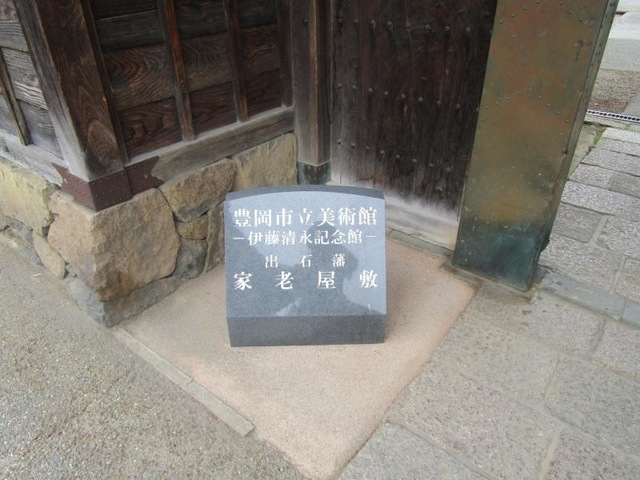 豊岡市立美術館
－伊藤清永記念館－
出石藩
家老屋敷